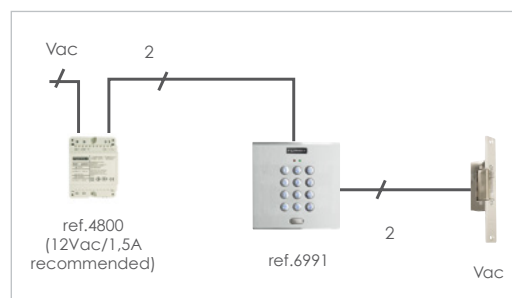 Vac
2
ref.4800
(12Vac/1,5A
recommended)
ref.6991
2
Vac